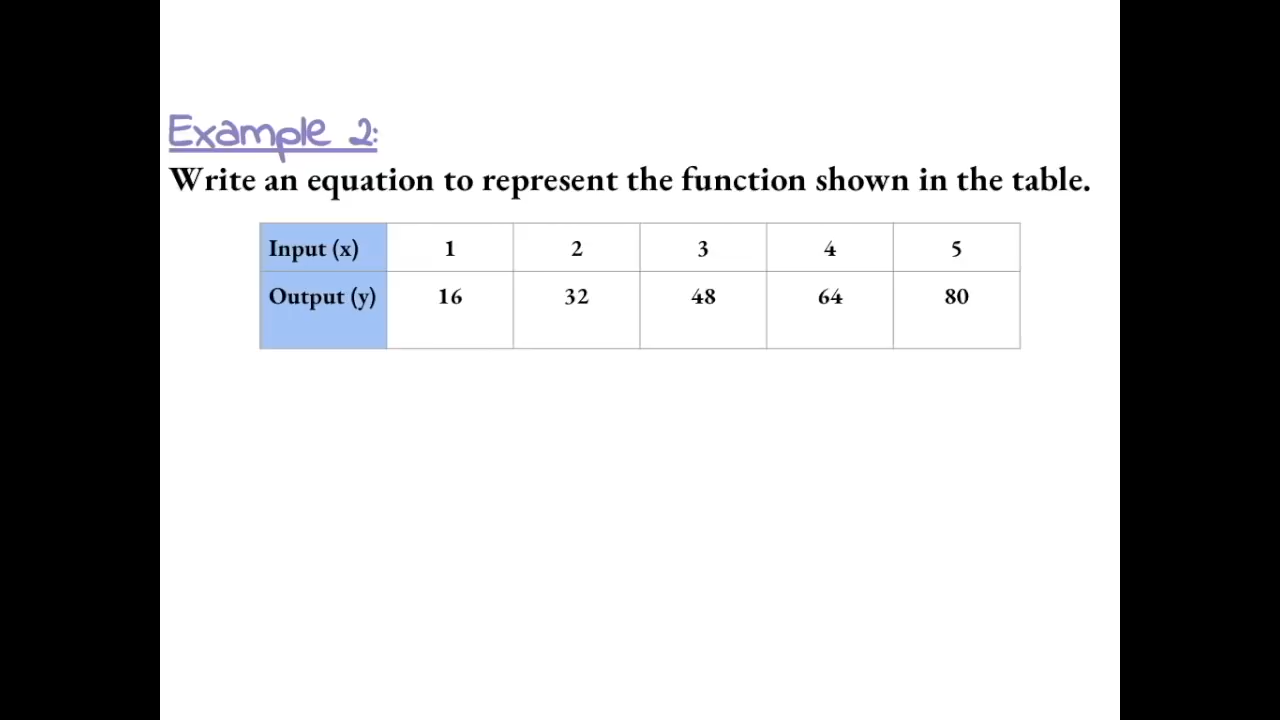 Example 2:
Write an equation to represent the function shown in the table.
Input (x) 1 2 3 4 5
Output (y) 16 32 48 64 80